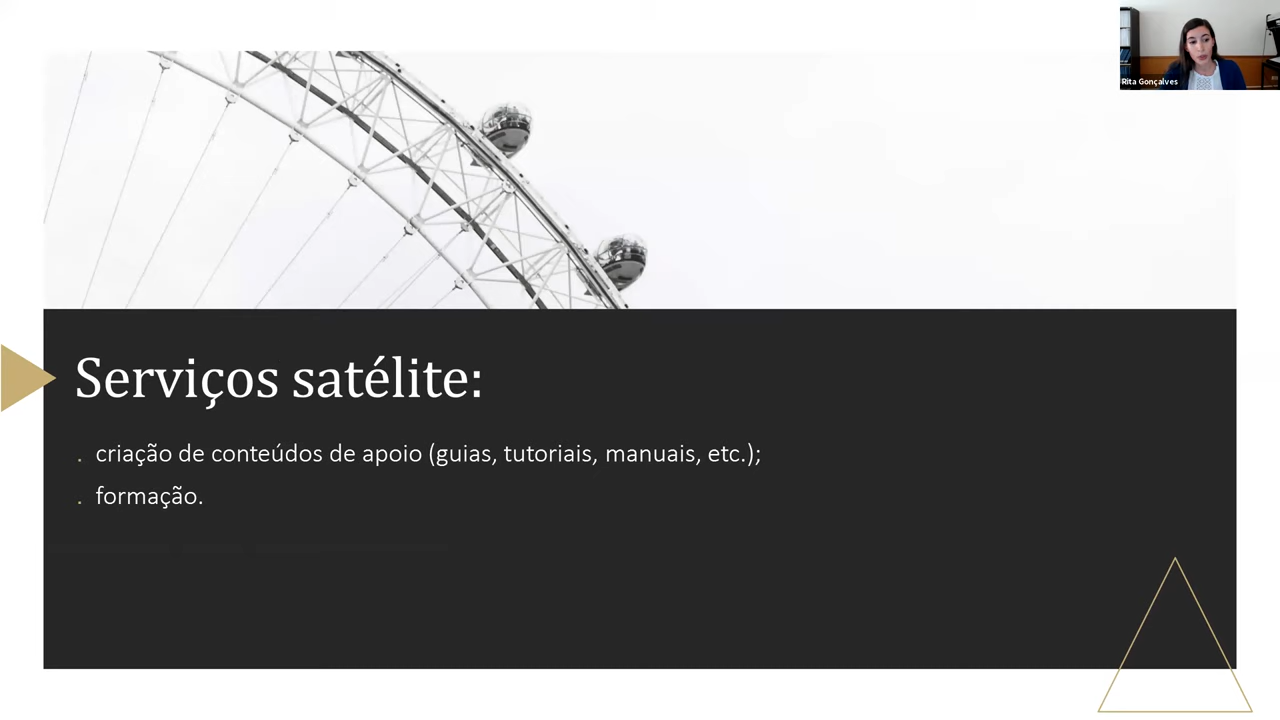 Rita Gonçalves
Serviços satélite:
. criação de conteúdos de apoio (guias, tutoriais, manuais, etc.);
. formação.